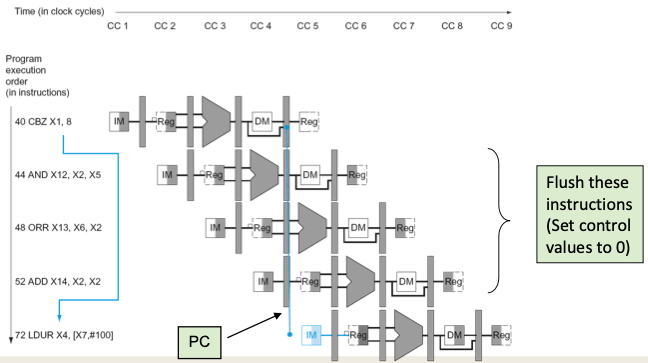 Time (in clock cycles)
CC 1 CC 2 CC 3 CC 4 CC 5 CC 6 CC 7 CC 8 CC 9
Program
execution
order
(in instructions)
40 CBZ X1, 8
IM Reg DM Reg
44 AND X12, X2, X5
IM Reg DM Reg
48 ORR X13, X6, X2
IM Reg DM Reg
52 ADD X14, X2, X2
IM Reg DM Reg
72 LDUR X4, [X7,#100]
IM Reg DM Reg
PC
Flush these
instructions
(Set control
values to 0)